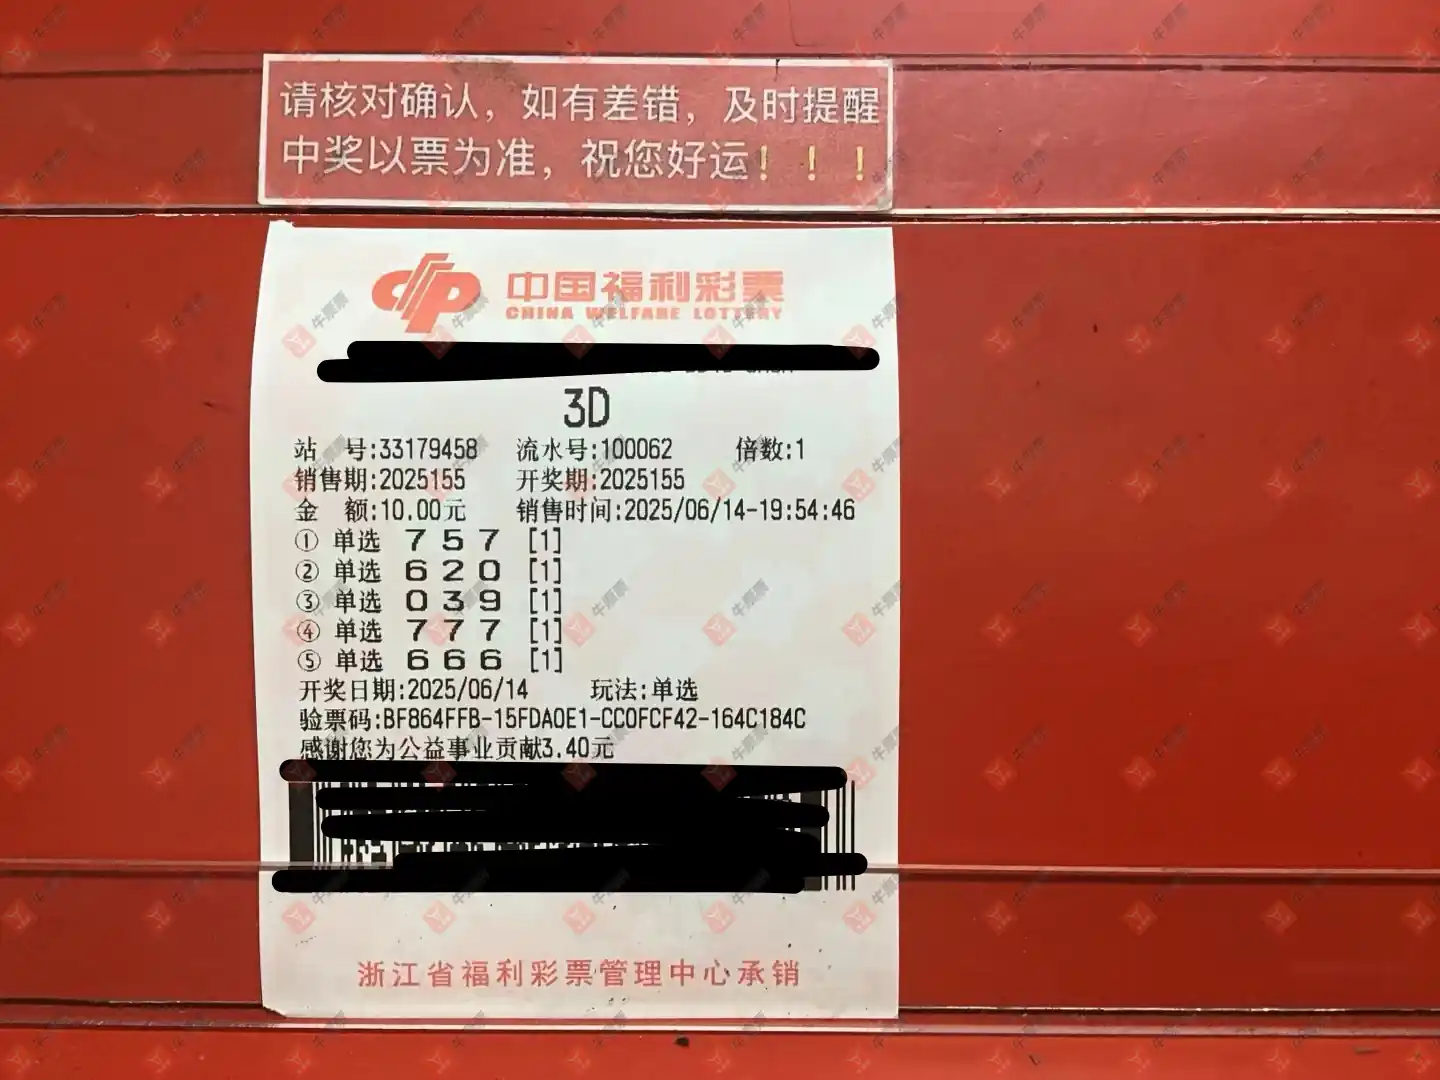 请核对确认，如有差错，及时提醒
中奖以票为准，祝您好运！！！
中国福利彩票
CHINA WELFARE LOTTERY
3D
站 号:33179458 流水号:100062 倍数:1
销售期:2025155 开奖期:2025155
金 额:10.00元 销售时间:2025/06/14-19:54:46
① 单选 7 5 7 [1]
② 单选 6 2 0 [1]
③ 单选 0 3 9 [1]
④ 单选 7 7 7 [1]
⑤ 单选 6 6 6 [1]
开奖日期:2025/06/14 玩法:单选
验票码:BF864FFB-15FDA0E1-CC0FCF42-164C184C
感谢您为公益事业贡献3.40元
浙江省福利彩票管理中心承销